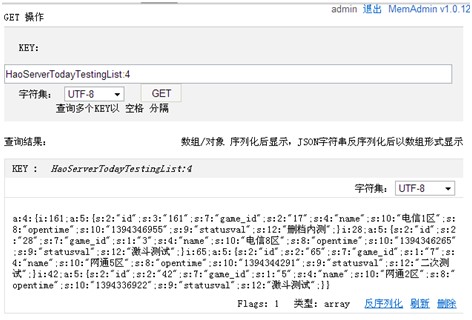 admin 退出 MemAdmin v1.0.12
GET 操作
KEY:
HaoServerTodayTestingList:4
字符集: UTF-8 GET
查询多个KEY以 空格 分隔
查询结果: 数组/对象 序列化后显示，JSON字符串反序列化后以数组形式显示
KEY : HaoServerTodayTestingList:4
字符集: UTF-8
a:4:{i:161;a:5:{s:2:"id";s:3:"161";s:7:"game_id";s:2:"17";s:4:"name";s:10:"电信1区";s:
8:"opentime";s:10:"1394346955";s:9:"statusval";s:12:"删档内测";}i:28;a:5:{s:2:"id";s:2
:"28";s:7:"game_id";s:1:"3";s:4:"name";s:10:"电信8区";s:8:"opentime";s:10:"1394346265"
;s:9:"statusval";s:12:"激斗测试";}i:65;a:5:{s:2:"id";s:2:"65";s:7:"game_id";s:1:"7";s:
4:"name";s:10:"网通5区";s:8:"opentime";s:10:"1394344291";s:9:"statusval";s:12:"二次测
试";}i:42;a:5:{s:2:"id";s:2:"42";s:7:"game_id";s:1:"5";s:4:"name";s:10:"网通2区";s:8:"
opentime";s:10:"1394336922";s:9:"statusval";s:12:"激斗测试";}}
Flags: 1 类型: array 反序列化 刷新 删除